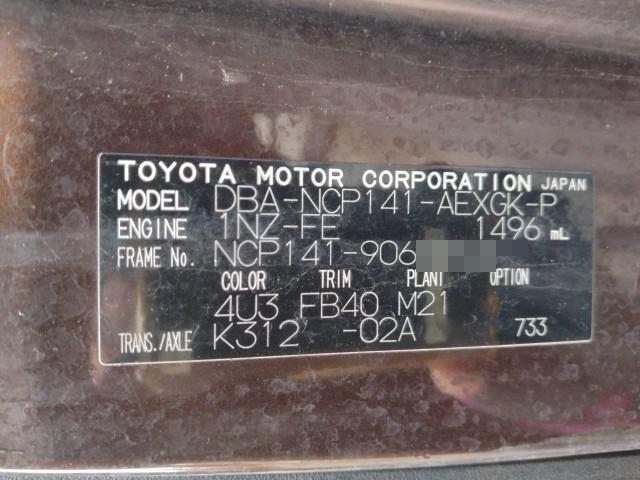 TOYOTA MOTOR CORPORATION JAPAN
MODEL DBA-NCP141-AEXGK-P
ENGINE 1NZ-FE 1496 mL
FRAME No. NCP141-906
COLOR TRIM PLANT OPTION
4U3 FB40 M21
TRANS./AXLE K312 -02A 733